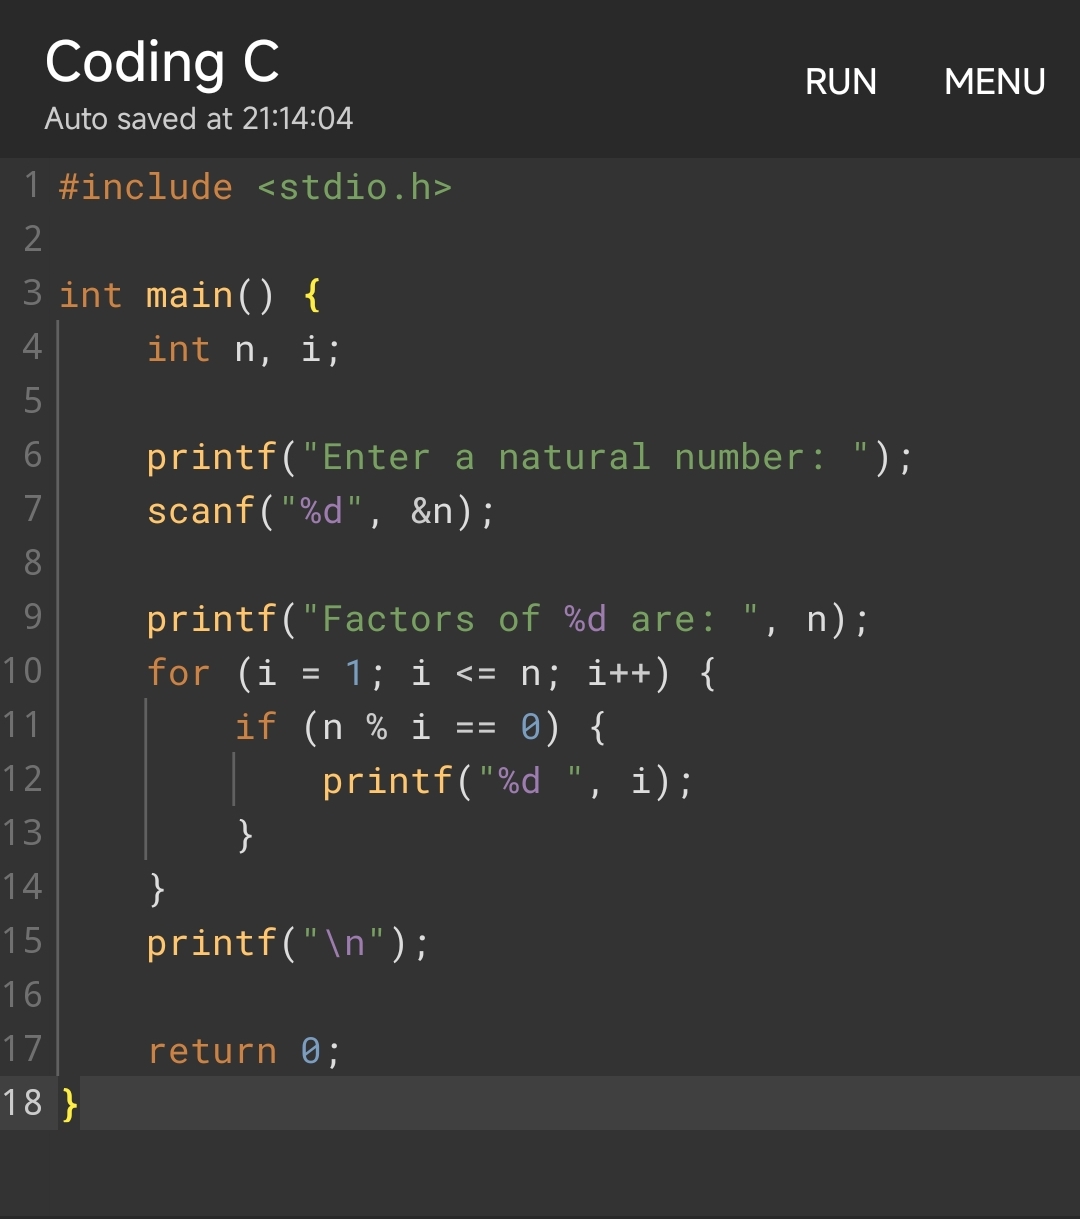 Coding C
RUN MENU
Auto saved at 21:14:04
1 #include <stdio.h>
2
3 int main() {
4     int n, i;
5
6     printf("Enter a natural number: ");
7     scanf("%d", &n);
8
9     printf("Factors of %d are: ", n);
10     for (i = 1; i <= n; i++) {
11         if (n % i == 0) {
12             printf("%d ", i);
13         }
14     }
15     printf("\n");
16
17     return 0;
18 }